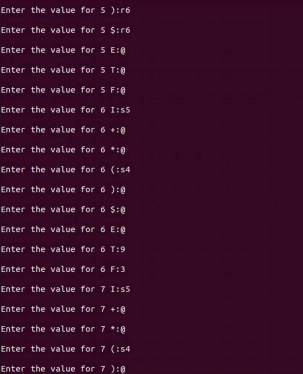 Enter the value for 5 ):r6
Enter the value for 5 $:r6
Enter the value for 5 E:@
Enter the value for 5 T:@
Enter the value for 5 F:@
Enter the value for 6 I:s5
Enter the value for 6 +:@
Enter the value for 6 *:@
Enter the value for 6 (:s4
Enter the value for 6 ):@
Enter the value for 6 $:@
Enter the value for 6 E:@
Enter the value for 6 T:9
Enter the value for 6 F:3
Enter the value for 7 I:s5
Enter the value for 7 +:@
Enter the value for 7 *:@
Enter the value for 7 (:s4
Enter the value for 7 ):@